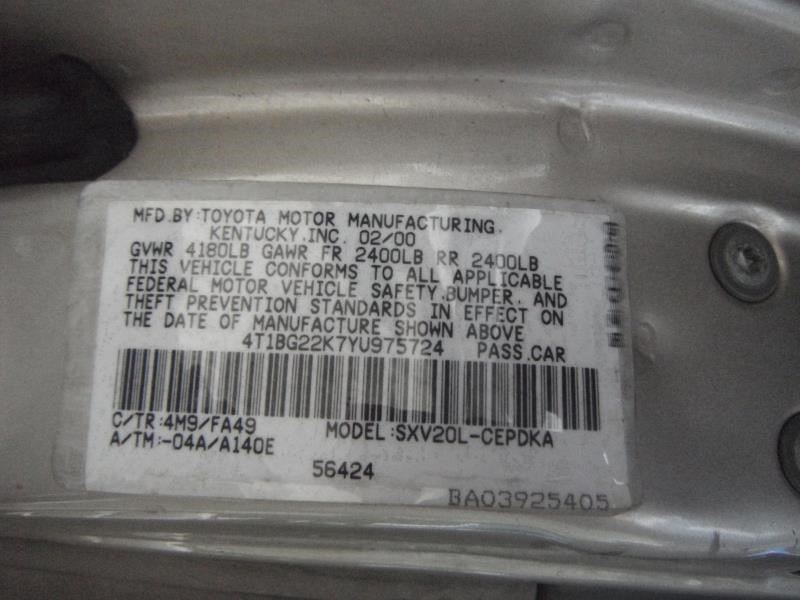 MFD.BY:TOYOTA MOTOR MANUFACTURING,
KENTUCKY,INC. 02/00
GVWR 4180LB GAWR FR 2400LB RR 2400LB
THIS VEHICLE CONFORMS TO ALL APPLICABLE
FEDERAL MOTOR VEHICLE SAFETY,BUMPER, AND
THEFT PREVENTION STANDARDS IN EFFECT ON
THE DATE OF MANUFACTURE SHOWN ABOVE
4T1BG22K7YU975724 PASS.CAR
C/TR:4M9/FA49 MODEL:SXV20L-CEPDKA
A/TM:-04A/A140E
56424
BA03925405